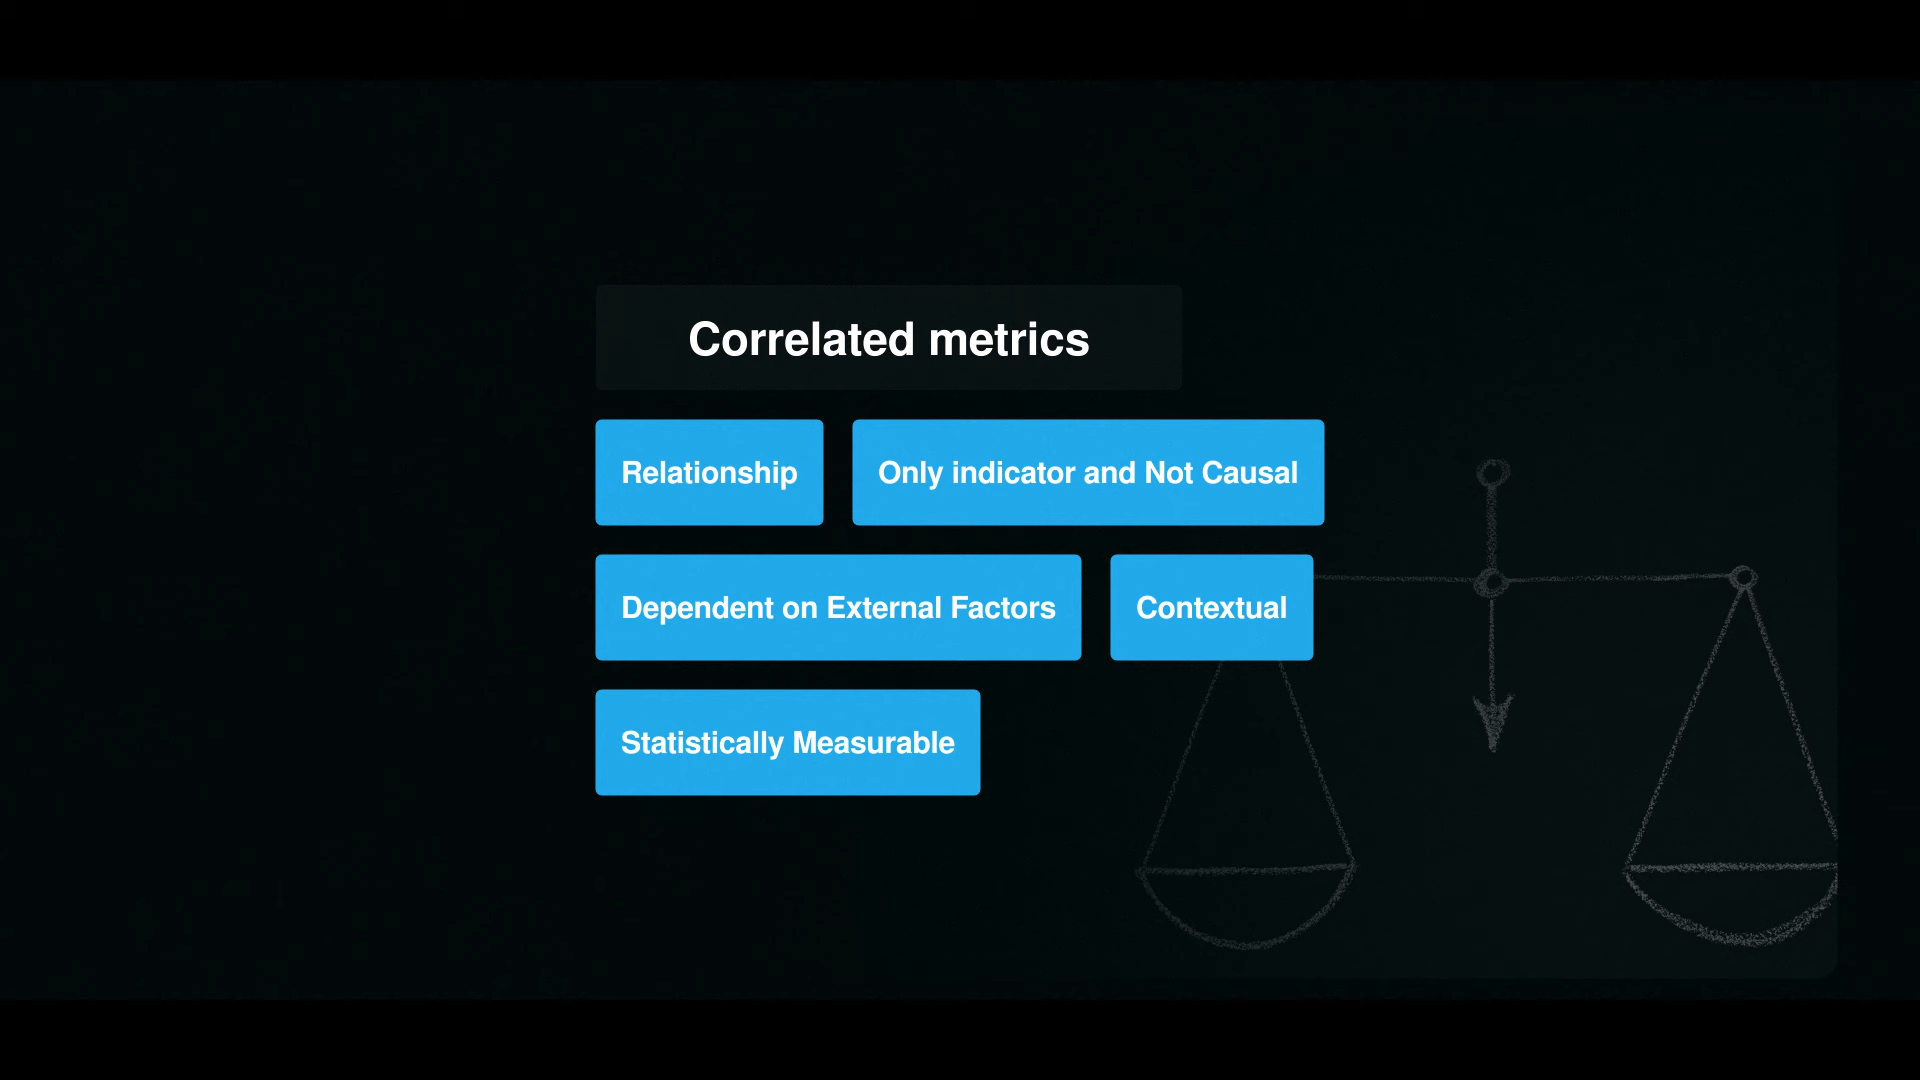 Correlated metrics
Relationship
Only indicator and Not Causal
Dependent on External Factors
Contextual
Statistically Measurable